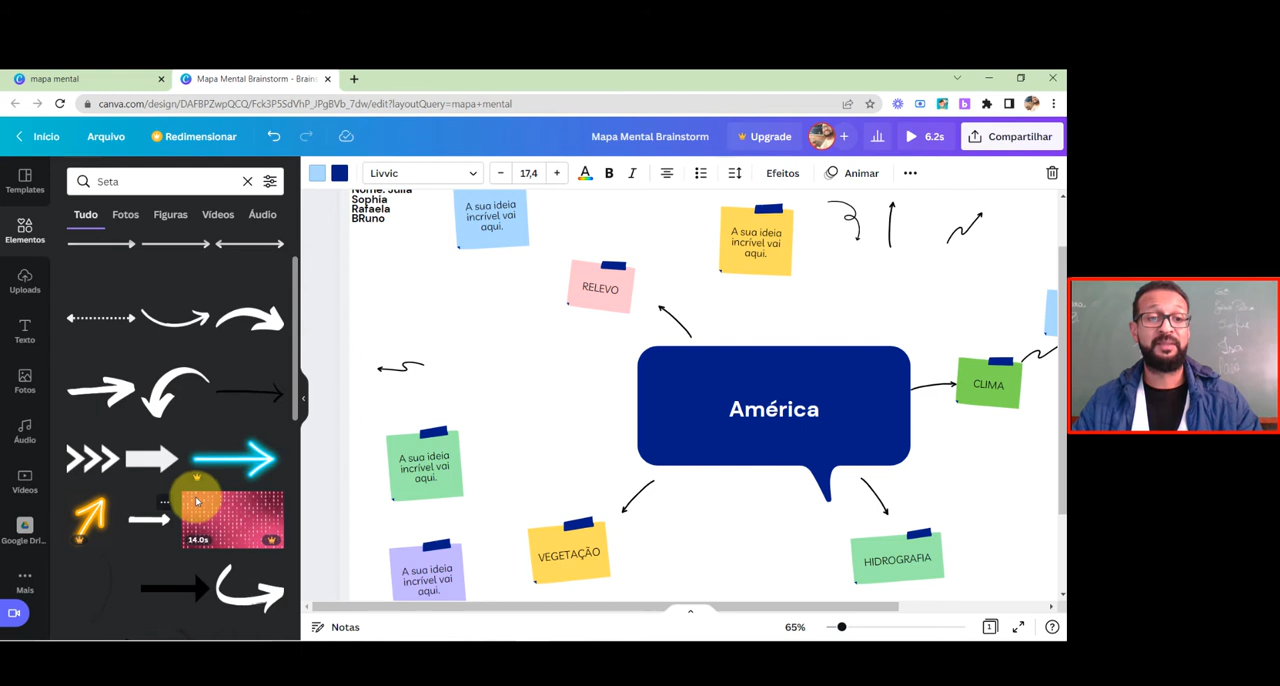 mapa mental
Mapa Mental Brainstorm - Brains
canva.com/design/DAFBPZwpQCQ/Fck3PSSdVhP_JPgBVb_7dw/edit?layoutQuery=mapa+mental
Início
Arquivo
Redimensionar
Mapa Mental Brainstorm
Upgrade
6.2s
Compartilhar
Templates
Elementos
Uploads
Texto
Fotos
Áudio
Vídeos
Google Dri...
Mais
Seta
Tudo
Fotos
Figuras
Vídeos
Áudio
14.0s
Livvic
17,4
B
I
Efeitos
Animar
Nome: Julia
Sophia
Rafaela
BRuno
A sua ideia
incrível vai
aqui.
A sua ideia
incrível vai
aqui.
RELEVO
América
CLIMA
A sua ideia
incrível vai
aqui.
VEGETAÇÃO
HIDROGRAFIA
A sua ideia
incrível vai
aqui.
Notas
65%
1